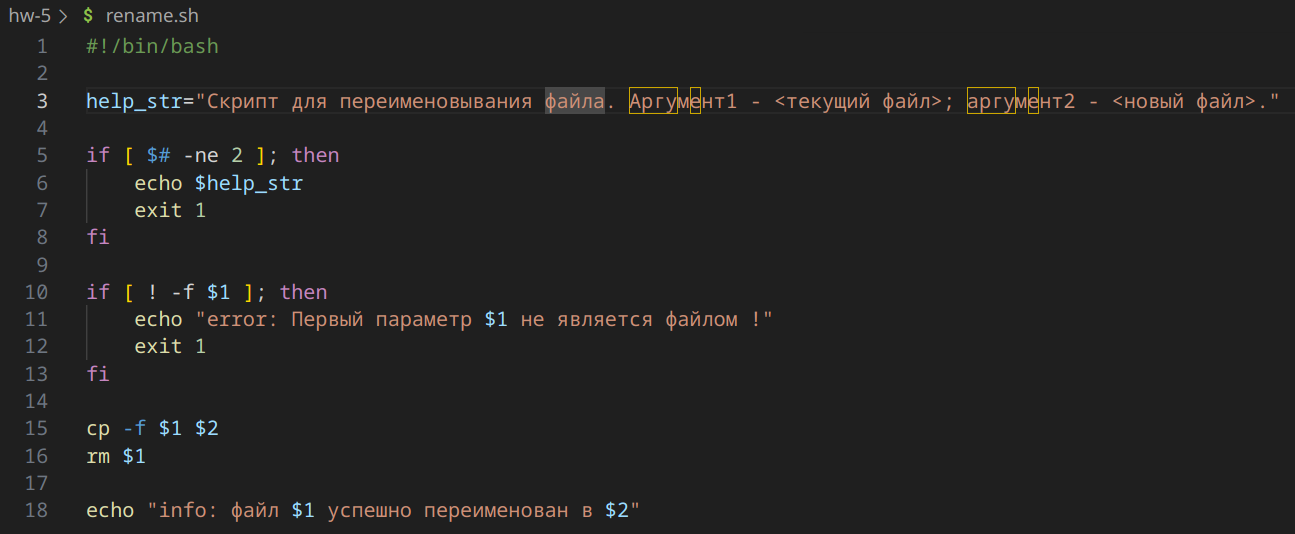 hw-5 > $ rename.sh
1 #!/bin/bash
2
3 help_str="Скрипт для переименовывания файла. Аргумент1 - <текущий файл>; аргумент2 - <новый файл>."
4
5 if [ $# -ne 2 ]; then
6 echo $help_str
7 exit 1
8 fi
9
10 if [ ! -f $1 ]; then
11 echo "error: Первый параметр $1 не является файлом !"
12 exit 1
13 fi
14
15 cp -f $1 $2
16 rm $1
17
18 echo "info: файл $1 успешно переименован в $2"